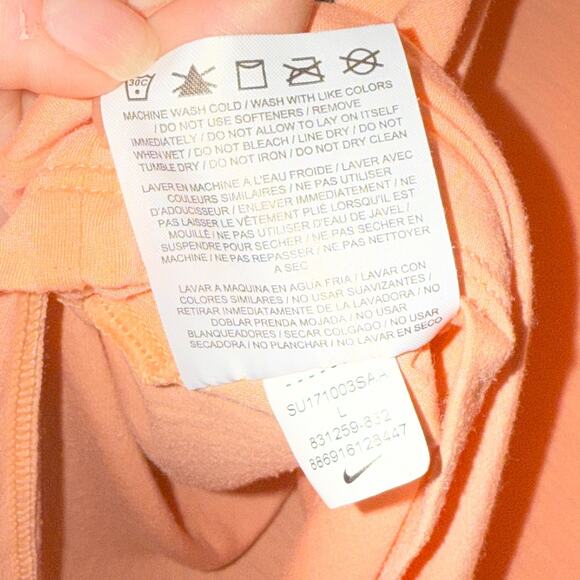 30C
MACHINE WASH COLD / WASH WITH LIKE COLORS
/ DO NOT USE SOFTENERS / REMOVE
IMMEDIATELY / DO NOT ALLOW TO LAY ON ITSELF
WHEN WET / DO NOT BLEACH / LINE DRY / DO NOT
TUMBLE DRY / DO NOT IRON / DO NOT DRY CLEAN
LAVER EN MACHINE A L'EAU FROIDE / LAVER AVEC
COULEURS SIMILAIRES / NE PAS UTILISER
D'ADOUCISSEUR / ENLEVER IMMEDIATEMENT / NE
PAS LAISSER LE VÊTEMENT PLIÉ LORSQU'IL EST
MOUILLÉ / NE PAS UTILISER D'EAU DE JAVEL /
SUSPENDRE POUR SECHER / NE PAS SECHER EN
MACHINE / NE PAS REPASSER / NE PAS NETTOYER
A SEC
LAVAR A MAQUINA EN AGUA FRIA / LAVAR CON
COLORES SIMILARES / NO USAR SUAVIZANTES /
RETIRAR INMEDIATAMENTE DE LA LAVADORA / NO
DOBLAR PRENDA MOJADA / NO USAR
BLANQUEADORES / SECAR COLGADO / NO USAR
SECADORA / NO PLANCHAR / NO LAVAR EN SECO
SU171003SAA
L
831259-832
886916128447